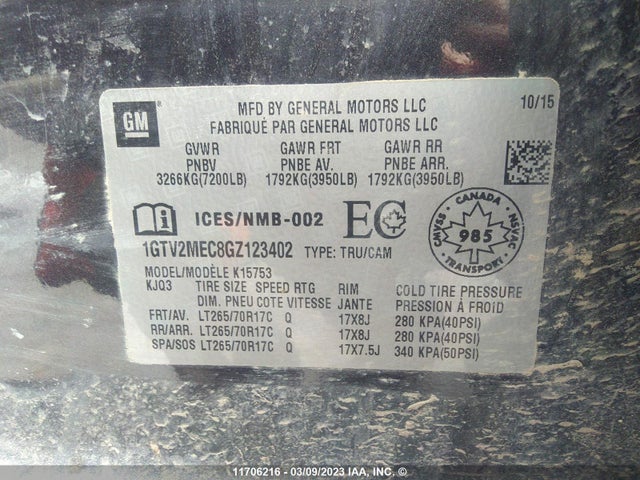 GM ®
MFD BY GENERAL MOTORS LLC 10/15
FABRIQUÉ PAR GENERAL MOTORS LLC
GVWR GAWR FRT GAWR RR
PNBV PNBE AV. PNBE ARR.
3266KG(7200LB) 1792KG(3950LB) 1792KG(3950LB)
i ICES/NMB-002 EC
CANADA
CMVSS 985 NSVAC
TRANSPORT
1GTV2MEC8GZ123402 TYPE: TRU/CAM
MODEL/MODÈLE K15753
KJQ3 TIRE SIZE SPEED RTG RIM COLD TIRE PRESSURE
DIM. PNEU COTE VITESSE JANTE PRESSION À FROID
FRT/AV. LT265/70R17C Q 17X8J 280 KPA(40PSI)
RR/ARR. LT265/70R17C Q 17X8J 280 KPA(40PSI)
SPA/SOS LT265/70R17C Q 17X7.5J 340 KPA(50PSI)
11706216 - 03/09/2023 IAA, INC. ©